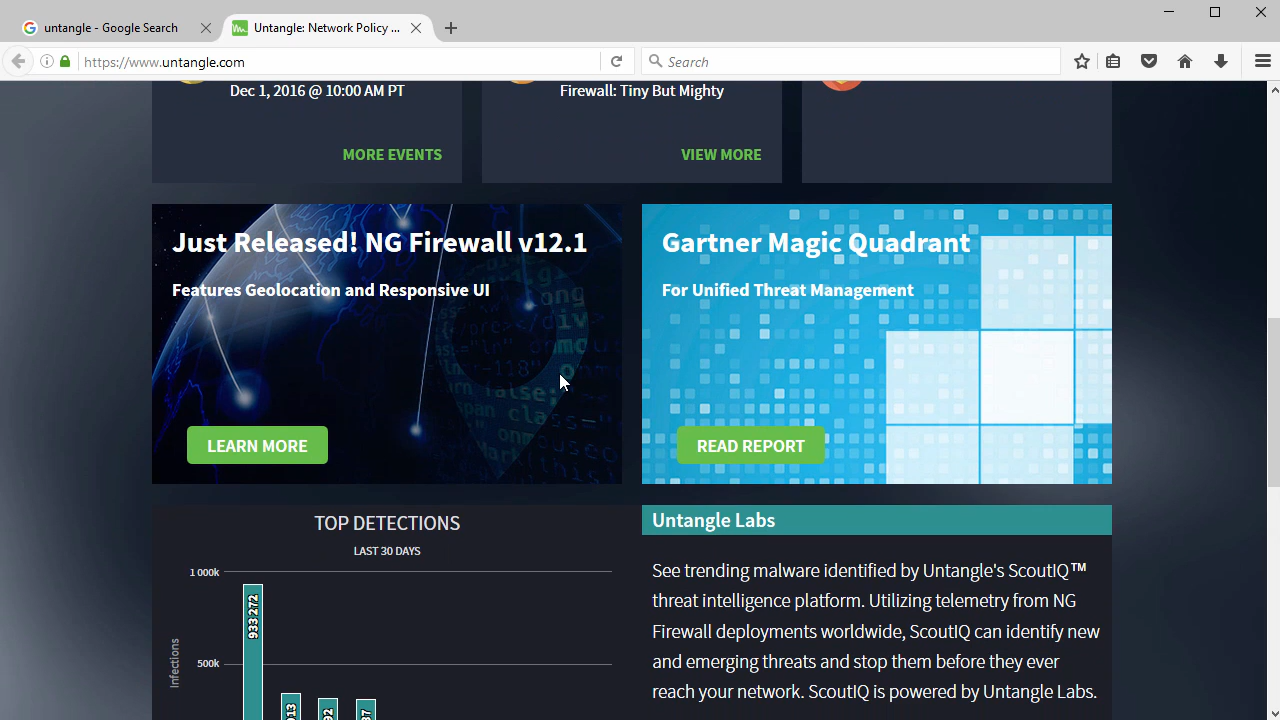 untangle - Google Search
Untangle: Network Policy ...
https://www.untangle.com
Search
Dec 1, 2016 @ 10:00 AM PT
Firewall: Tiny But Mighty
MORE EVENTS
VIEW MORE
Just Released! NG Firewall v12.1
Features Geolocation and Responsive UI
LEARN MORE
Gartner Magic Quadrant
For Unified Threat Management
READ REPORT
TOP DETECTIONS
LAST 30 DAYS
1 000k
500k
Infections
933 272
Untangle Labs
See trending malware identified by Untangle's ScoutIQ™
threat intelligence platform. Utilizing telemetry from NG
Firewall deployments worldwide, ScoutIQ can identify new
and emerging threats and stop them before they ever
reach your network. ScoutIQ is powered by Untangle Labs.